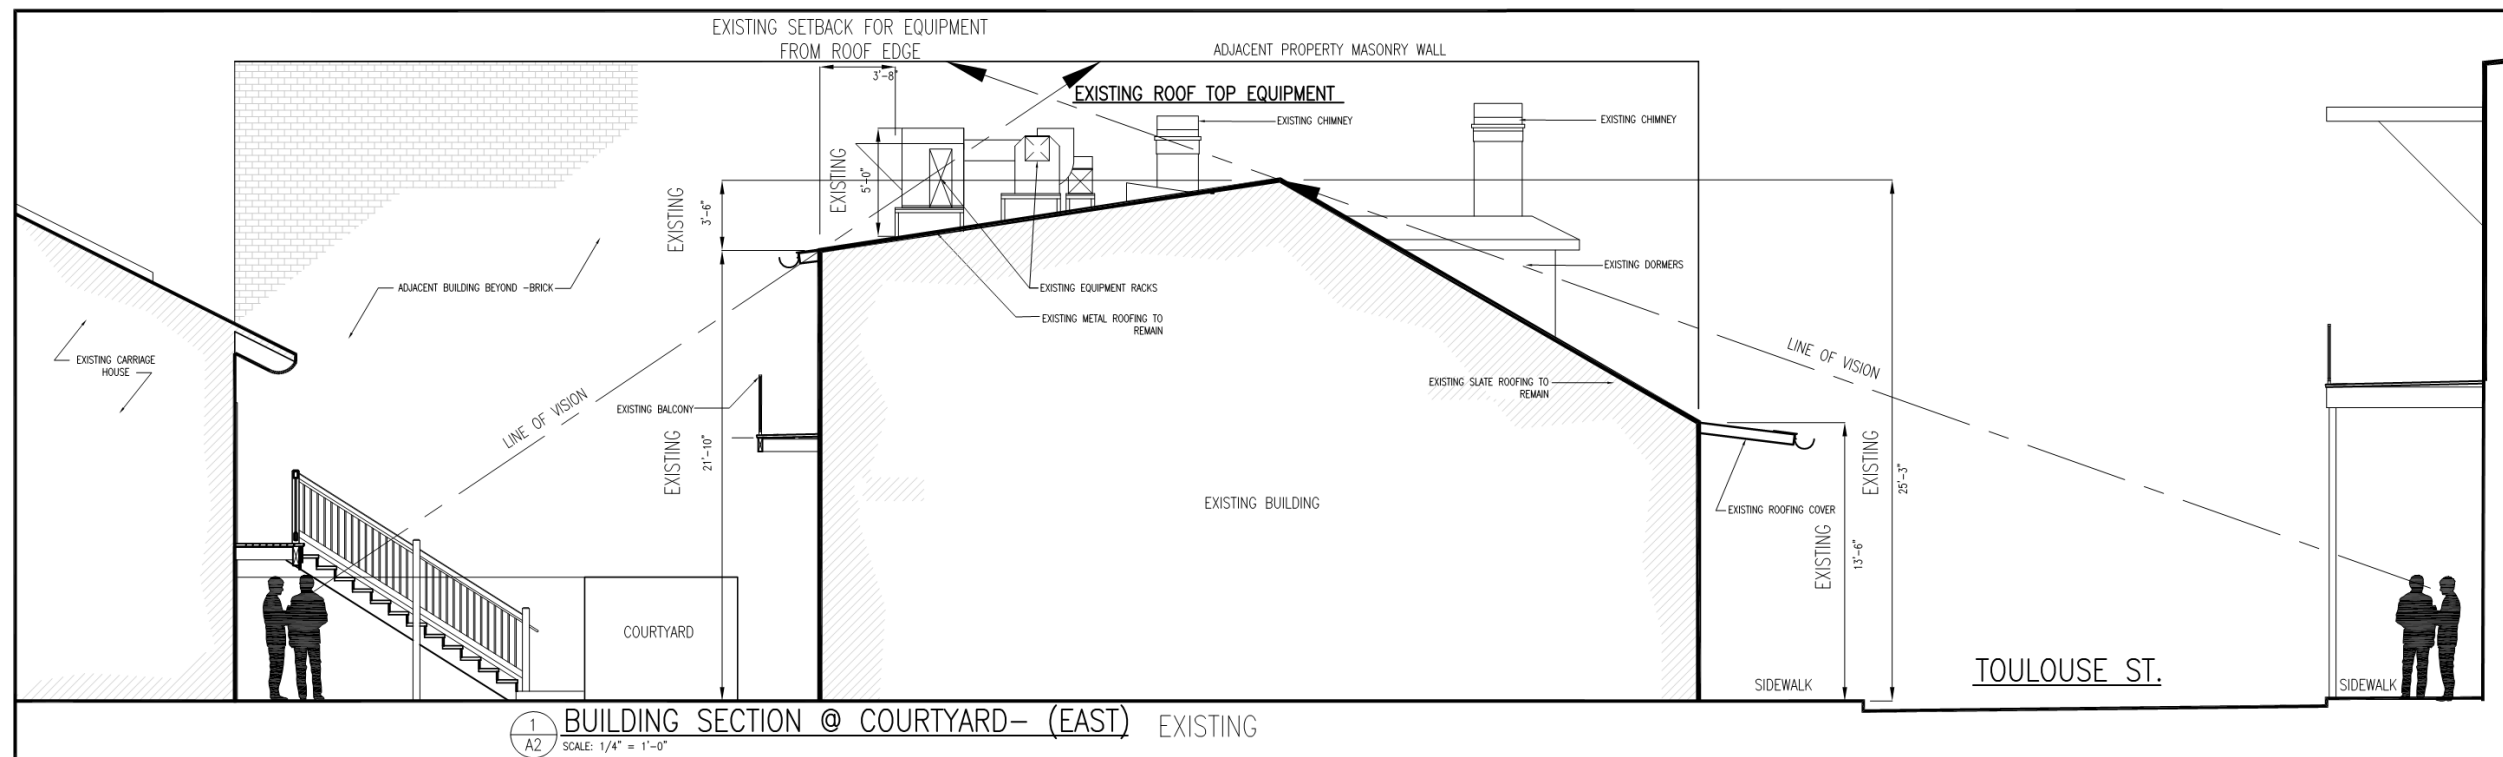 EXISTING SETBACK FOR EQUIPMENT
FROM ROOF EDGE
ADJACENT PROPERTY MASONRY WALL
3'-8"
EXISTING ROOF TOP EQUIPMENT
EXISTING CHIMNEY
EXISTING CHIMNEY
EXISTING
5'-0"
EXISTING
3'-6"
EXISTING DORMERS
ADJACENT BUILDING BEYOND -BRICK
EXISTING EQUIPMENT RACKS
EXISTING METAL ROOFING TO
REMAIN
EXISTING CARRIAGE
HOUSE
LINE OF VISION
EXISTING SLATE ROOFING TO
REMAIN
EXISTING BALCONY
LINE OF VISION
EXISTING
21'-10"
EXISTING
25'-3"
EXISTING BUILDING
EXISTING ROOFING COVER
EXISTING
13'-6"
COURTYARD
TOULOUSE ST.
SIDEWALK
SIDEWALK
1
A2
BUILDING SECTION @ COURTYARD- (EAST) EXISTING
SCALE: 1/4" = 1'-0"